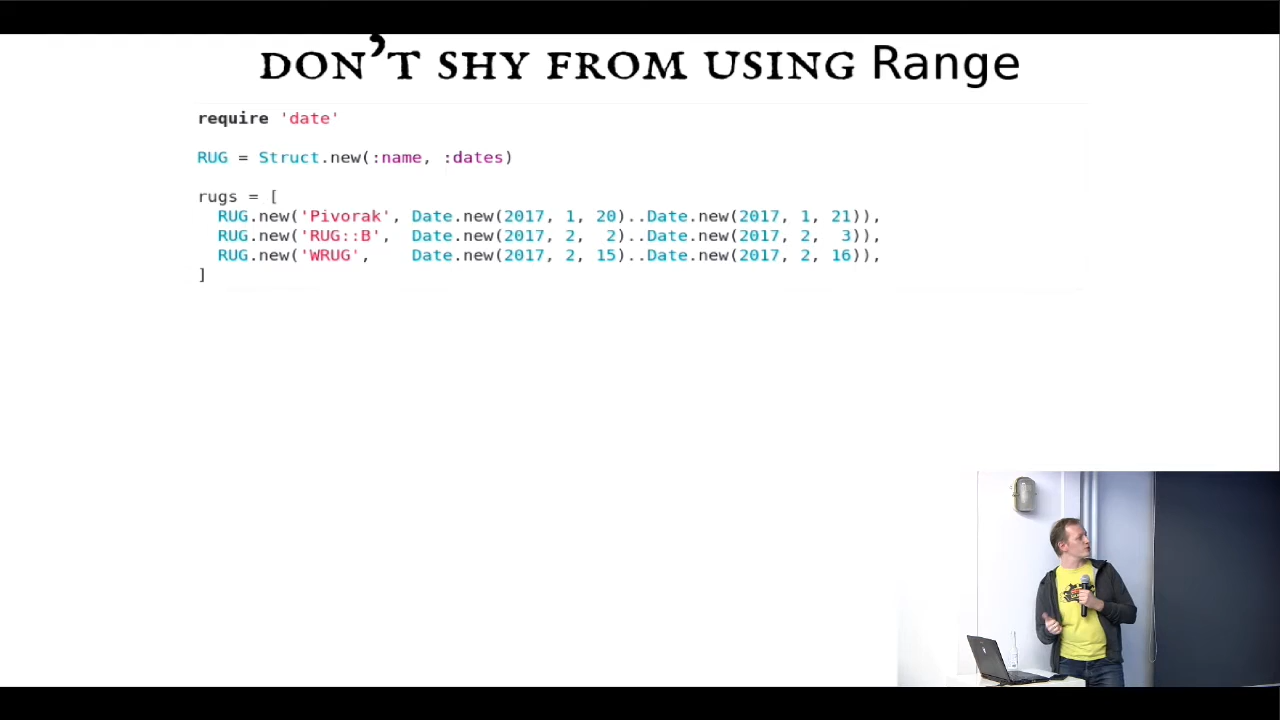 DON'T SHY FROM USING Range
require 'date'
RUG = Struct.new(:name, :dates)
rugs = [
  RUG.new('Pivorak', Date.new(2017, 1, 20)..Date.new(2017, 1, 21)),
  RUG.new('RUG::B',  Date.new(2017, 2,  2)..Date.new(2017, 2,  3)),
  RUG.new('WRUG',    Date.new(2017, 2, 15)..Date.new(2017, 2, 16)),
]